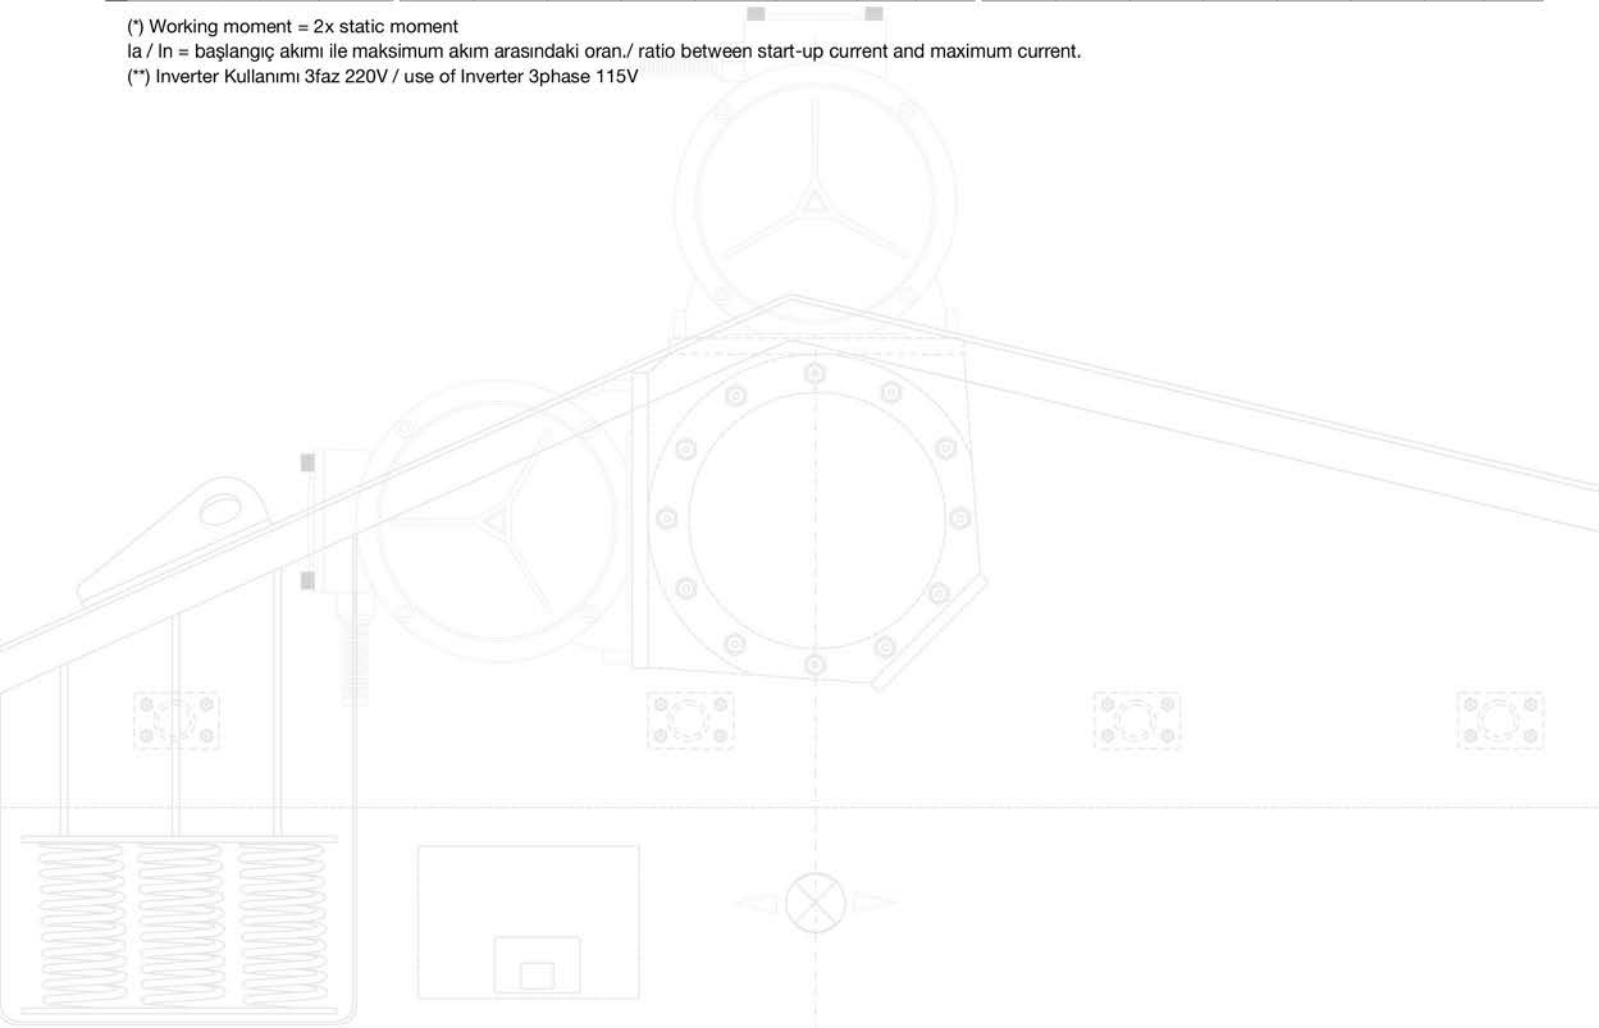 (*) Working moment = 2x static moment
Ia / In = başlangıç akımı ile maksimum akım arasındaki oran./ ratio between start-up current and maximum current.
(**) Inverter Kullanımı 3faz 220V / use of Inverter 3phase 115V